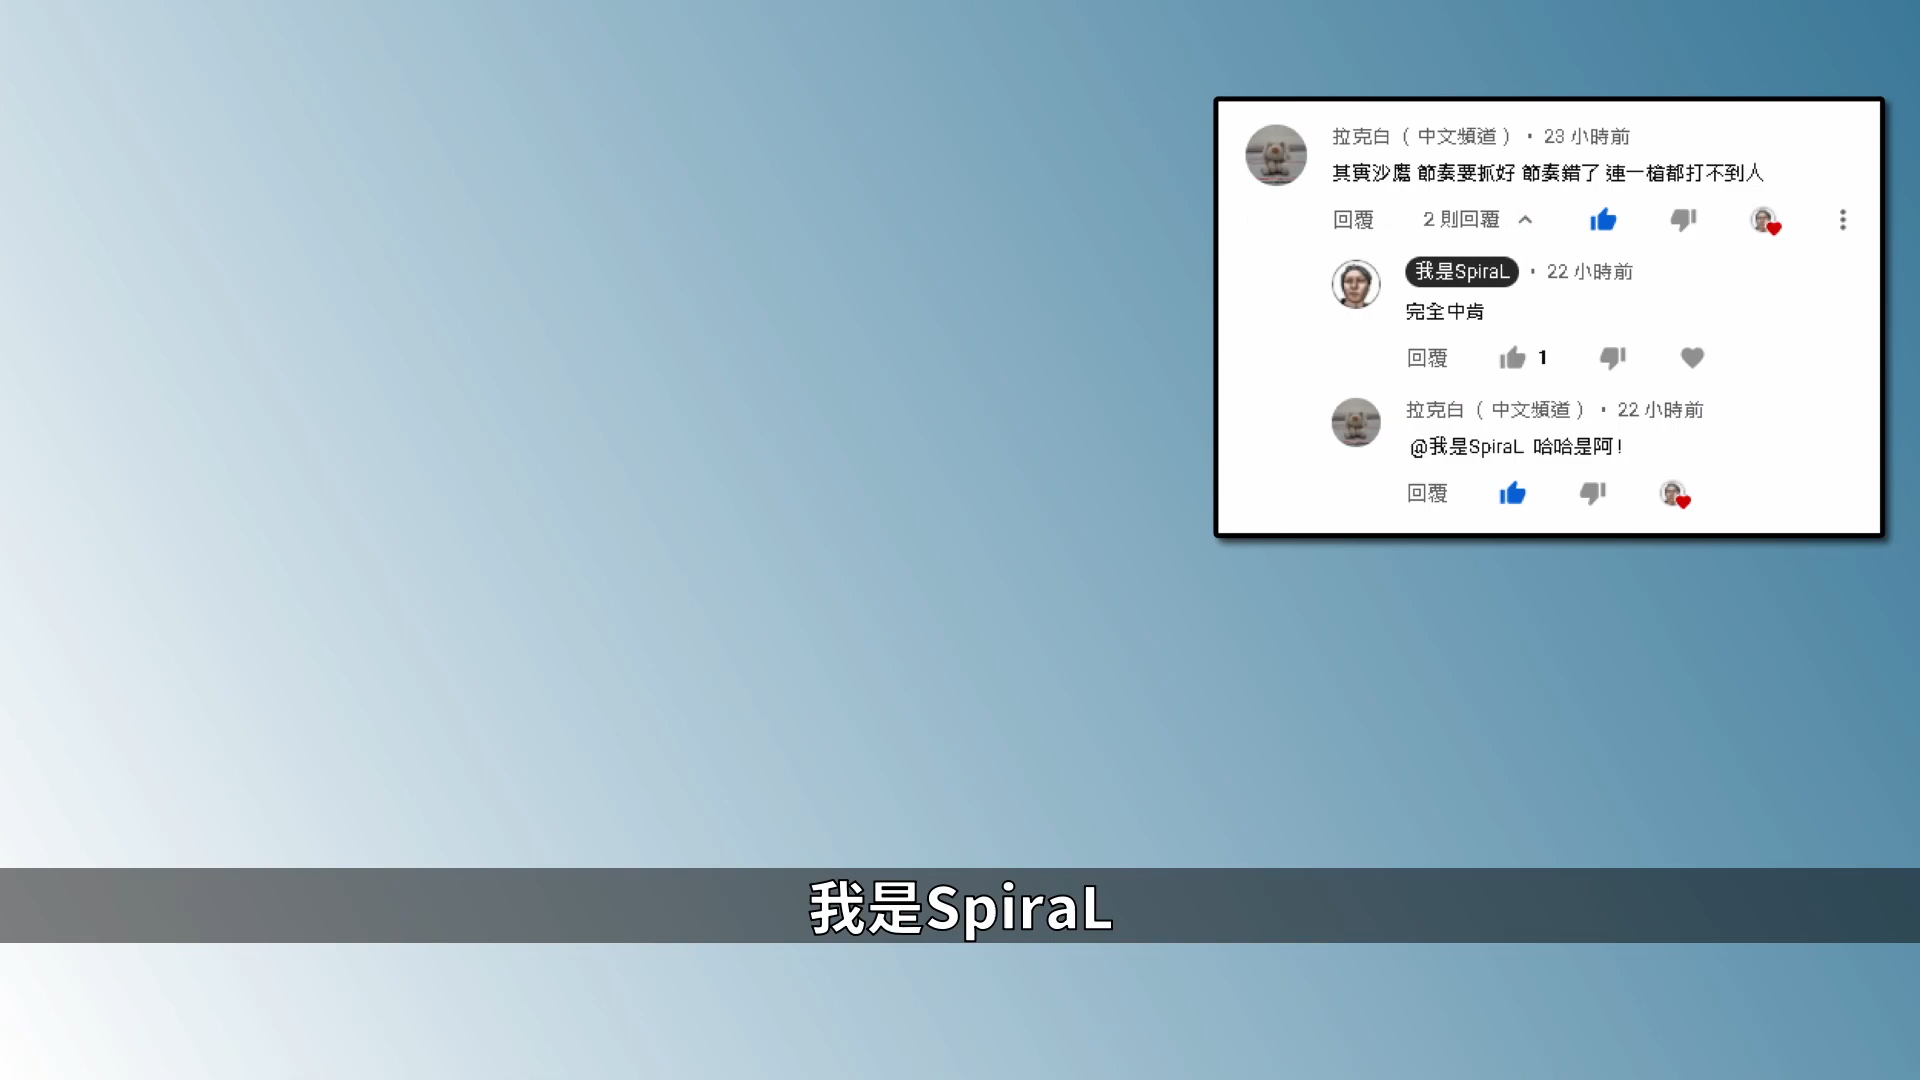 拉克白 ( 中文頻道 ) • 23 小時前
其實沙鷹 節奏要抓好 節奏錯了 連一槍都打不到人
回覆 2 則回覆
我是SpiraL • 22 小時前
完全中肯
回覆 1
拉克白 ( 中文頻道 ) • 22 小時前
@我是SpiraL 哈哈是阿!
回覆
我是SpiraL